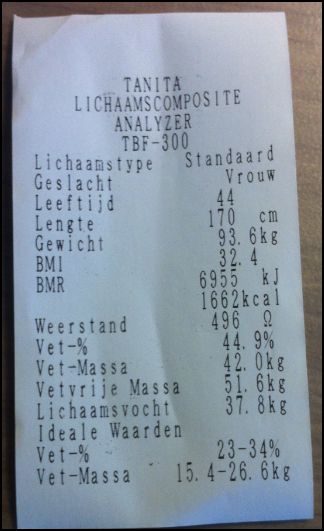 TANITA
LICHAAMSCOMPOSITE
ANALYZER
TBF-300
Lichaamstype Standaard
Geslacht Vrouw
Leeftijd 44
Lengte 170 cm
Gewicht 93.6kg
BMI 32.4
BMR 6955 kJ
1662kcal
Weerstand 496 Ω
Vet-% 44.9%
Vet-Massa 42.0kg
Vetvrije Massa 51.6kg
Lichaamsvocht 37.8kg
Ideale Waarden
Vet-% 23-34%
Vet-Massa 15.4-26.6kg